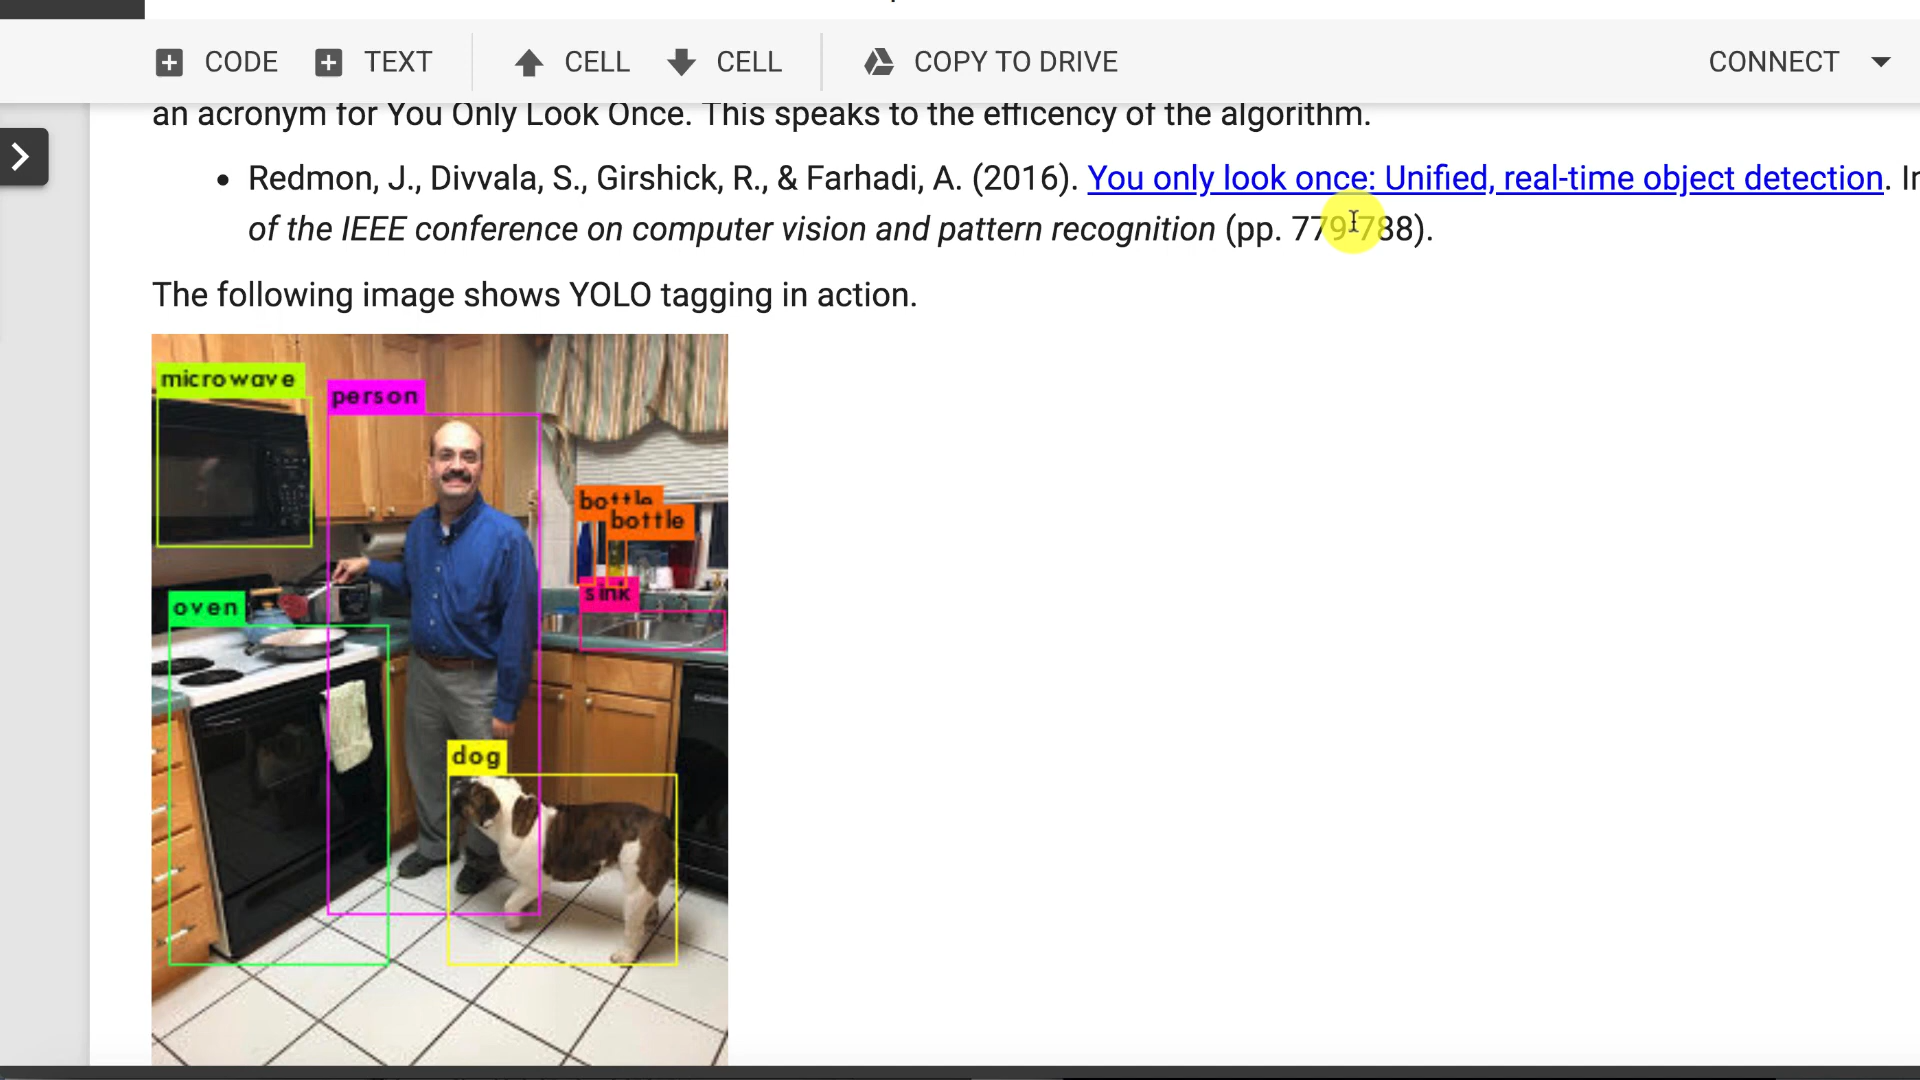 CODE TEXT CELL CELL COPY TO DRIVE CONNECT
an acronym for You Only Look Once. This speaks to the efficency of the algorithm.
• Redmon, J., Divvala, S., Girshick, R., & Farhadi, A. (2016). You only look once: Unified, real-time object detection. In
of the IEEE conference on computer vision and pattern recognition (pp. 779-788).
The following image shows YOLO tagging in action.
microwave
person
bottle
bottle
sink
oven
dog